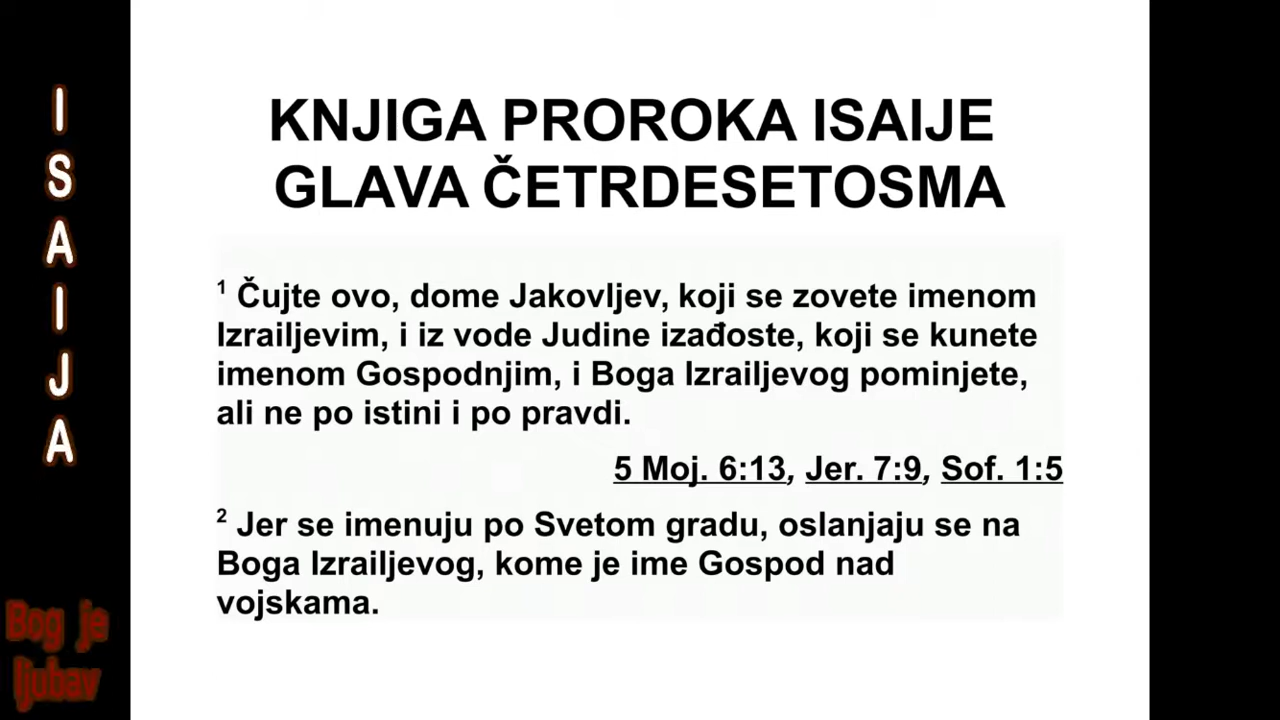 ISAIJA
KNJIGA PROROKA ISAIJE
GLAVA ČETRDESETOSMA
1 Čujte ovo, dome Jakovljev, koji se zovete imenom
Izrailjevim, i iz vode Judine izađoste, koji se kunete
imenom Gospodnjim, i Boga Izrailjevog pominjete,
ali ne po istini i po pravdi.
5 Moj. 6:13, Jer. 7:9, Sof. 1:5
2 Jer se imenuju po Svetom gradu, oslanjaju se na
Boga Izrailjevog, kome je ime Gospod nad
vojskama.
Bog je
ljubav